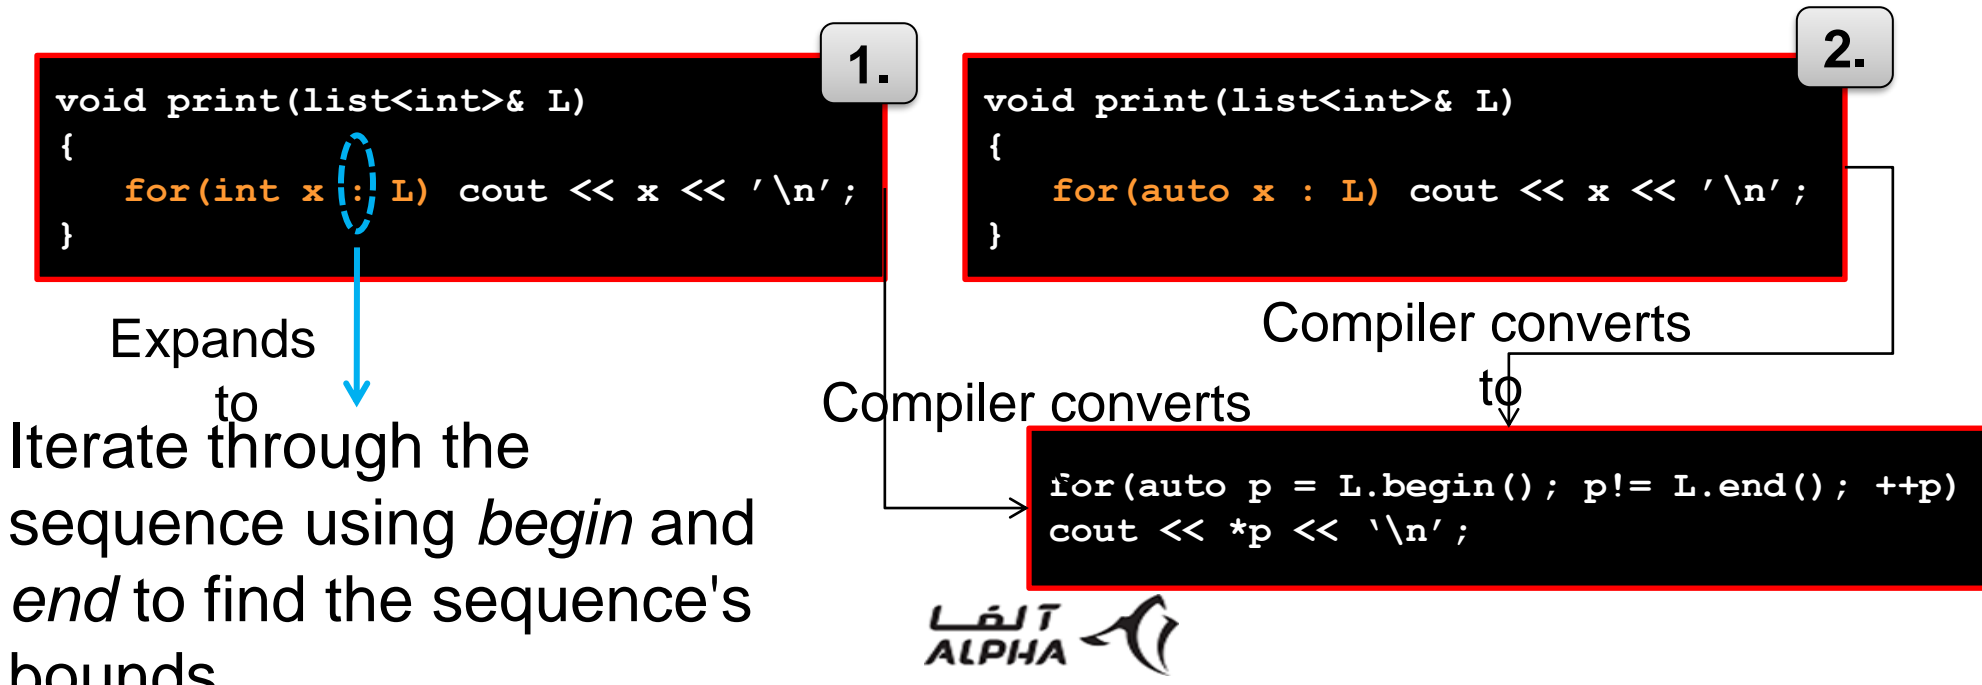 1.
void print(list<int>& L)
{
for(int x : L) cout << x << '\n';
}
2.
void print(list<int>& L)
{
for(auto x : L) cout << x << '\n';
}
Expands
to
Iterate through the
sequence using begin and
end to find the sequence's
bounds
Compiler converts
Compiler converts
to
for(auto p = L.begin(); p!= L.end(); ++p)
cout << *p << ‘\n’;
آلفا
ALPHA